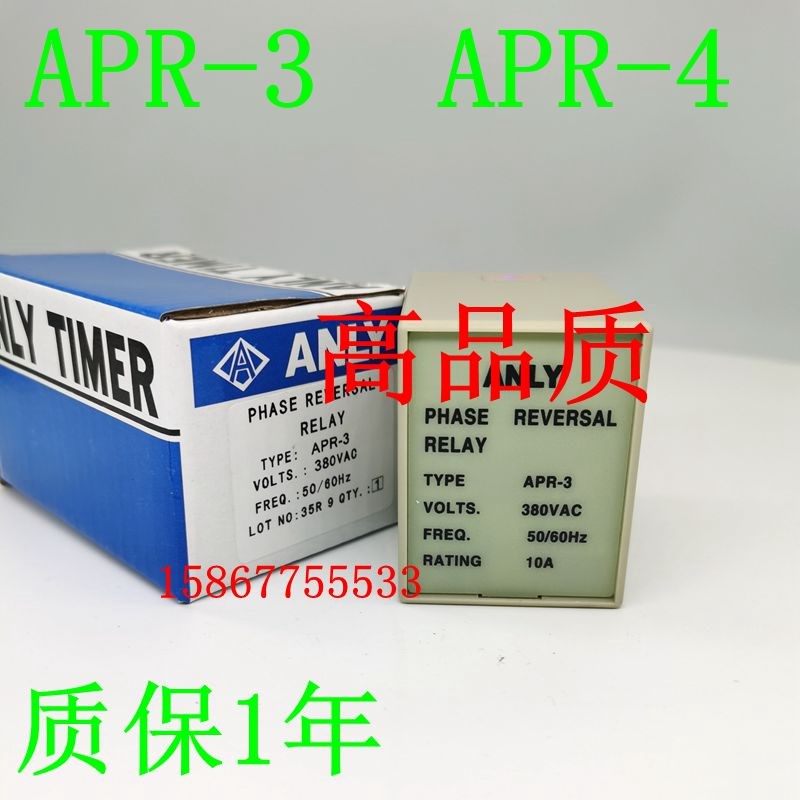 APR-3 APR-4
ANLY TIMER
NLY TIMER
ANLY
PHASE REVERSAL
RELAY
TYPE: APR-3
VOLTS.: 380VAC
FREQ.: 50/60Hz
LOT NO: 35R 9 QTY.: 1
高品质
ANLY
PHASE REVERSAL
RELAY
TYPE APR-3
VOLTS. 380VAC
FREQ. 50/60Hz
RATING 10A
15867755533
质保1年